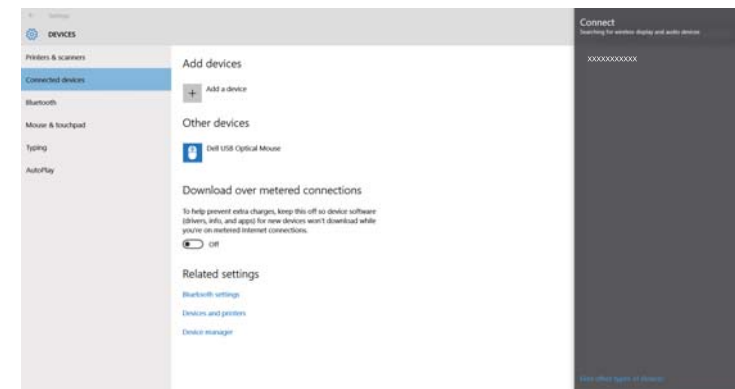 Settings
DEVICES
Printers & scanners
Connected devices
Bluetooth
Mouse & touchpad
Typing
AutoPlay
Add devices
Add a device
Other devices
Dell USB Optical Mouse
Download over metered connections
To help prevent extra charges, keep this off so device software
(drivers, info, and apps) for new devices won't download while
you're on metered Internet connections.
Off
Related settings
Bluetooth settings
Devices and printers
Device manager
Connect
Searching for wireless display and audio devices
XXXXXXXXXXX
Find other types of devices